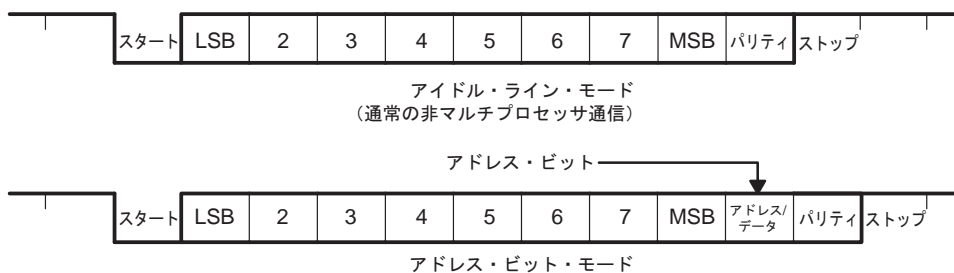 スタート LSB 2 3 4 5 6 7 MSB パリティ ストップ
アイドル・ライン・モード
（通常の非マルチプロセッサ通信）
アドレス・ビット
スタート LSB 2 3 4 5 6 7 MSB アドレス/データ パリティ ストップ
アドレス・ビット・モード